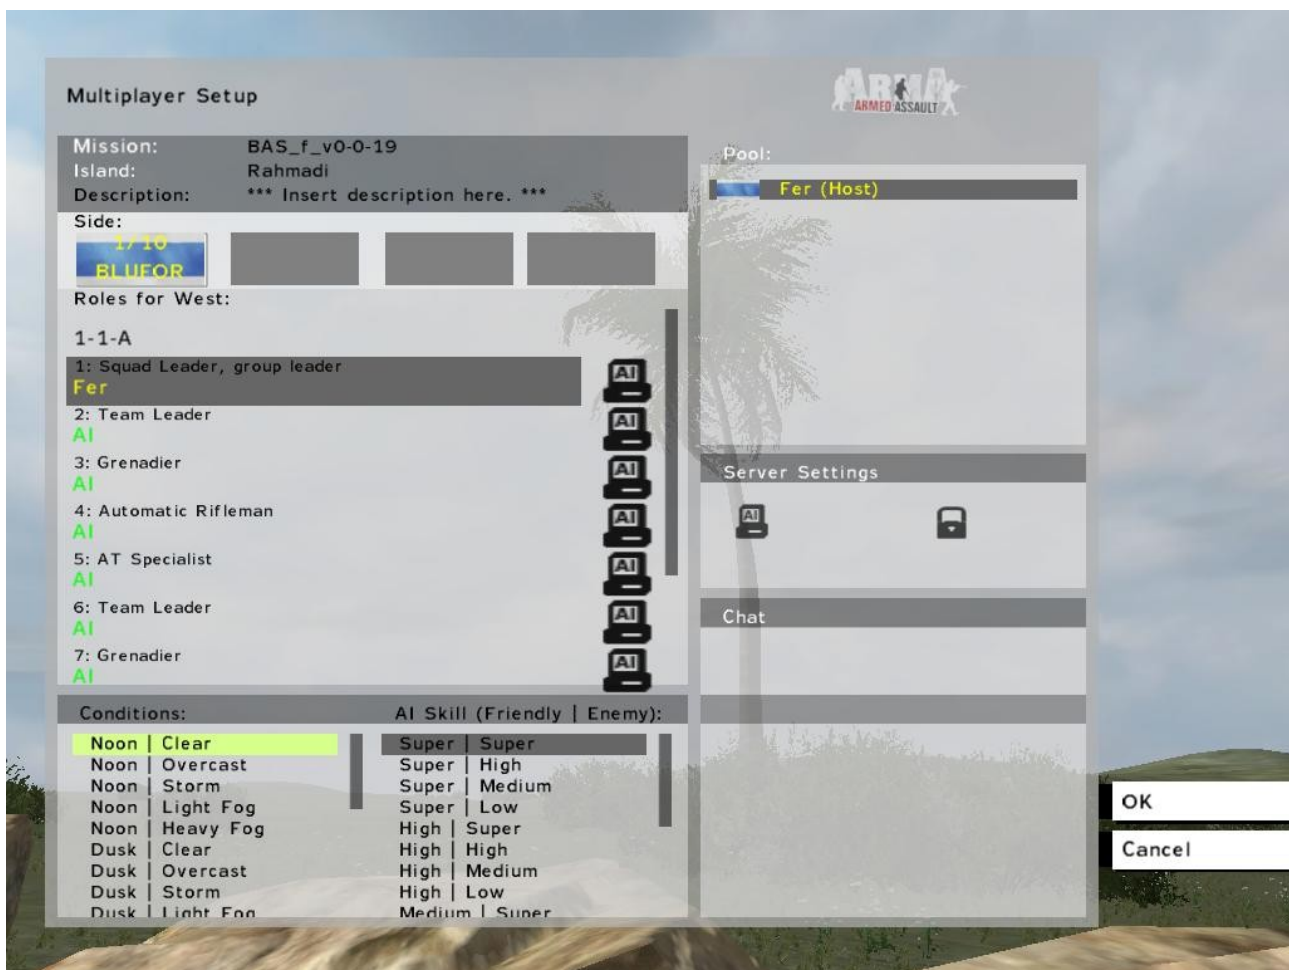 Multiplayer Setup
ARMA
ARMED ASSAULT
Mission: BAS_f_v0-0-19
Island: Rahmadi
Description: *** Insert description here. ***
Side:
1/10
BLUFOR
Roles for West:
1-1-A
1: Squad Leader, group leader
Fer
AI
2: Team Leader
AI
AI
3: Grenadier
AI
AI
4: Automatic Rifleman
AI
AI
5: AT Specialist
AI
AI
6: Team Leader
AI
AI
7: Grenadier
AI
AI
Conditions:
Noon | Clear
Noon | Overcast
Noon | Storm
Noon | Light Fog
Noon | Heavy Fog
Dusk | Clear
Dusk | Overcast
Dusk | Storm
Dusk | Light Fog
AI Skill (Friendly | Enemy):
Super | Super
Super | High
Super | Medium
Super | Low
High | Super
High | High
High | Medium
High | Low
Medium | Super
Pool:
Fer (Host)
Server Settings
AI
Chat
OK
Cancel